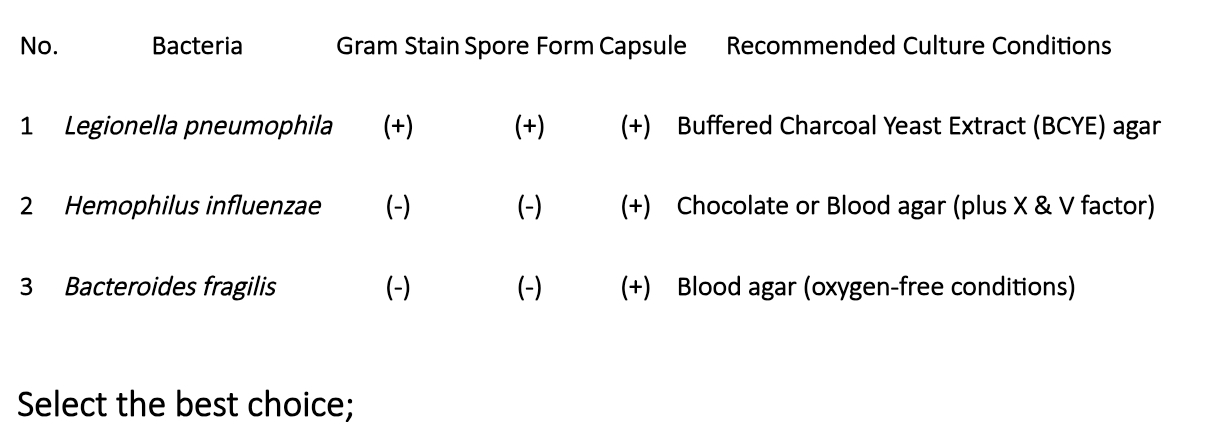 No. Bacteria Gram Stain Spore Form Capsule Recommended Culture Conditions
1 Legionella pneumophila (+) (+) (+) Buffered Charcoal Yeast Extract (BCYE) agar
2 Hemophilus influenzae (-) (-) (+) Chocolate or Blood agar (plus X & V factor)
3 Bacteroides fragilis (-) (-) (+) Blood agar (oxygen-free conditions)
Select the best choice;